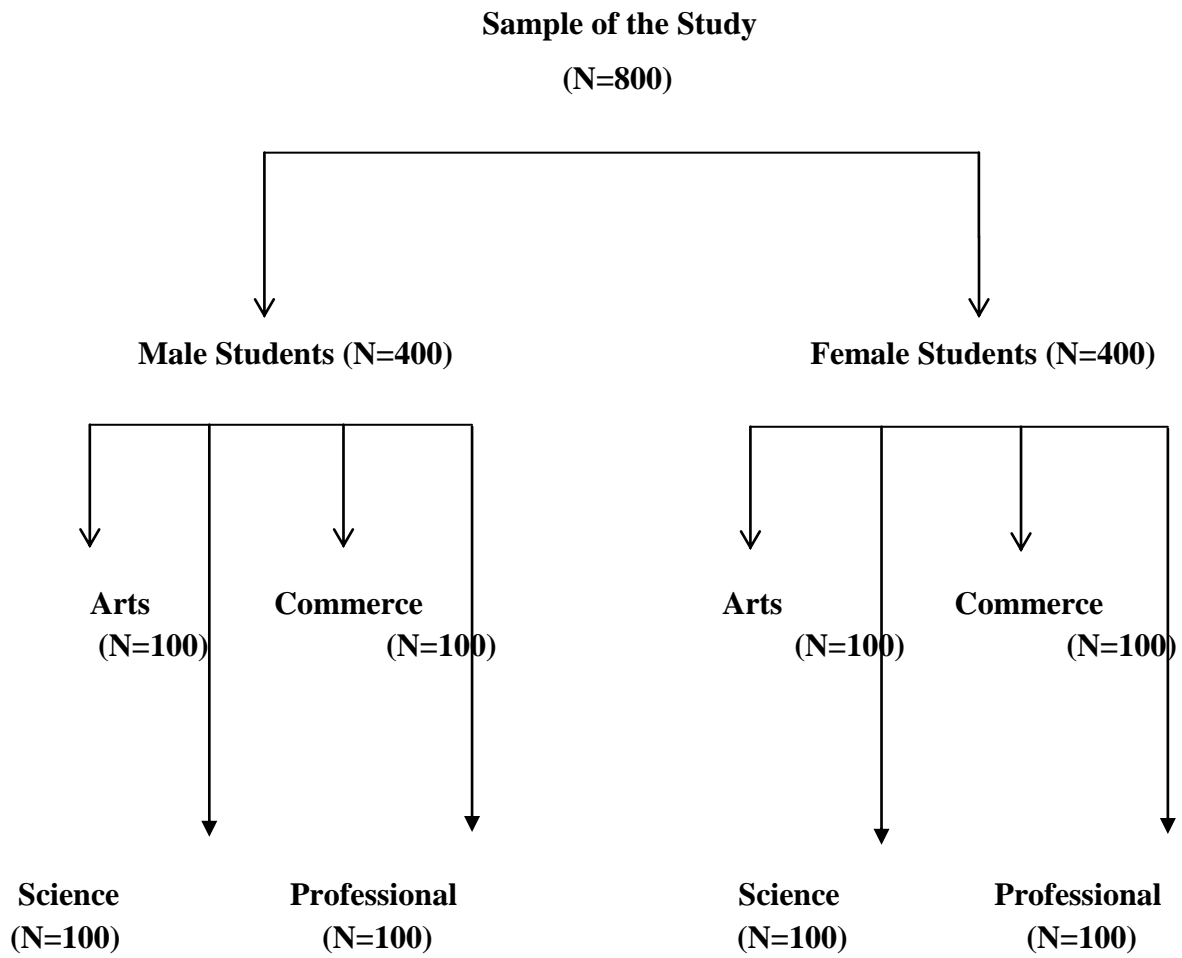 Sample of the Study
(N=800)
Male Students (N=400) Female Students (N=400)
Arts Commerce Arts Commerce
(N=100) (N=100) (N=100) (N=100)
Science Professional Science Professional
(N=100) (N=100) (N=100) (N=100)